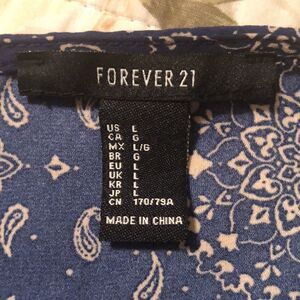 FOREVER 21
US L
CA G
MX L/G
BR G
EU L
UK L
KR L
JP L
CN 170/79A
MADE IN CHINA